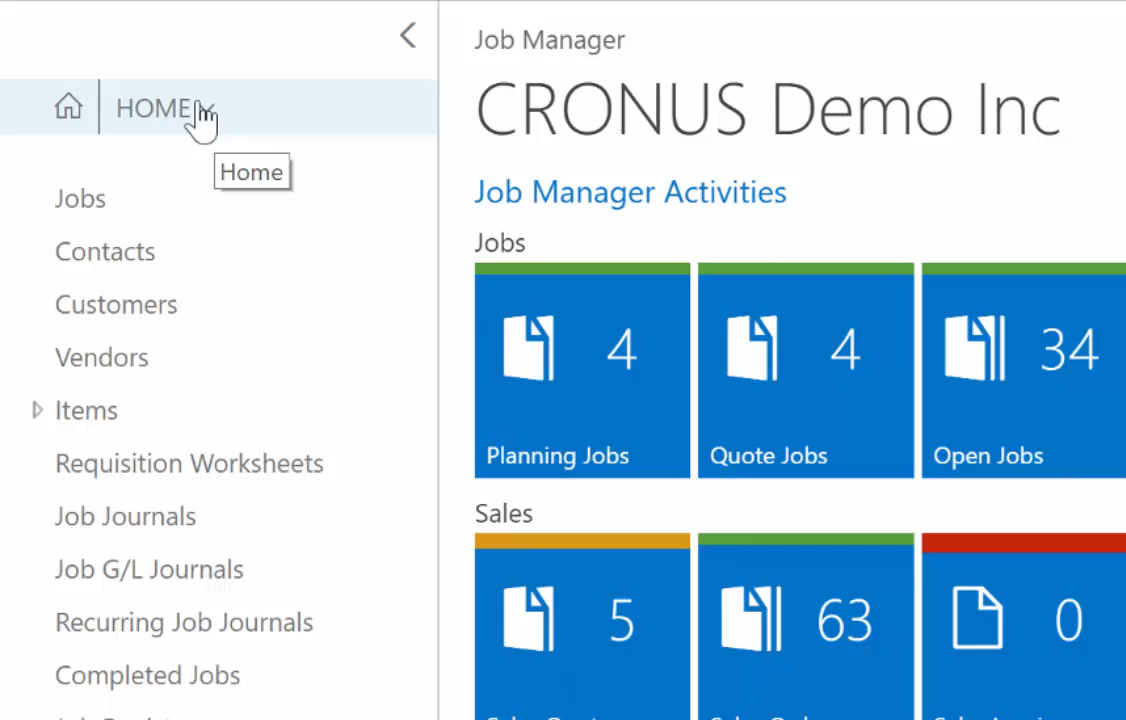 HOME
Home
Jobs
Contacts
Customers
Vendors
Items
Requisition Worksheets
Job Journals
Job G/L Journals
Recurring Job Journals
Completed Jobs
Job Manager
CRONUS Demo Inc
Job Manager Activities
Jobs
4
Planning Jobs
4
Quote Jobs
34
Open Jobs
Sales
5
63
0